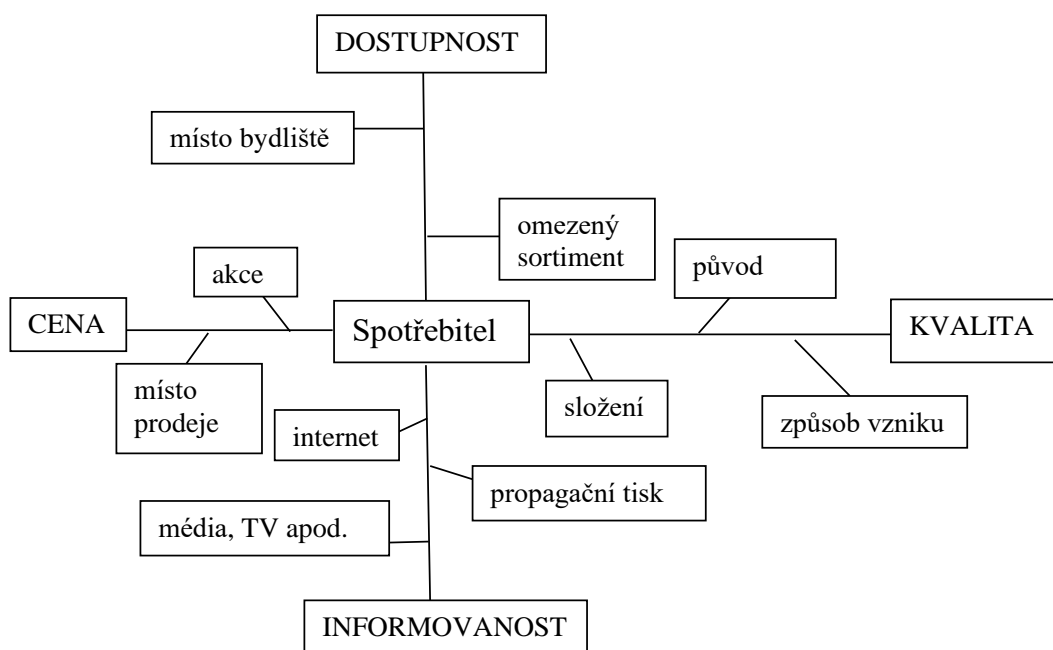 DOSTUPNOST
místo bydliště
omezený
sortiment
původ
akce
CENA
Spotřebitel
KVALITA
místo
prodeje
složení
způsob vzniku
internet
propagační tisk
média, TV apod.
INFORMOVANOST